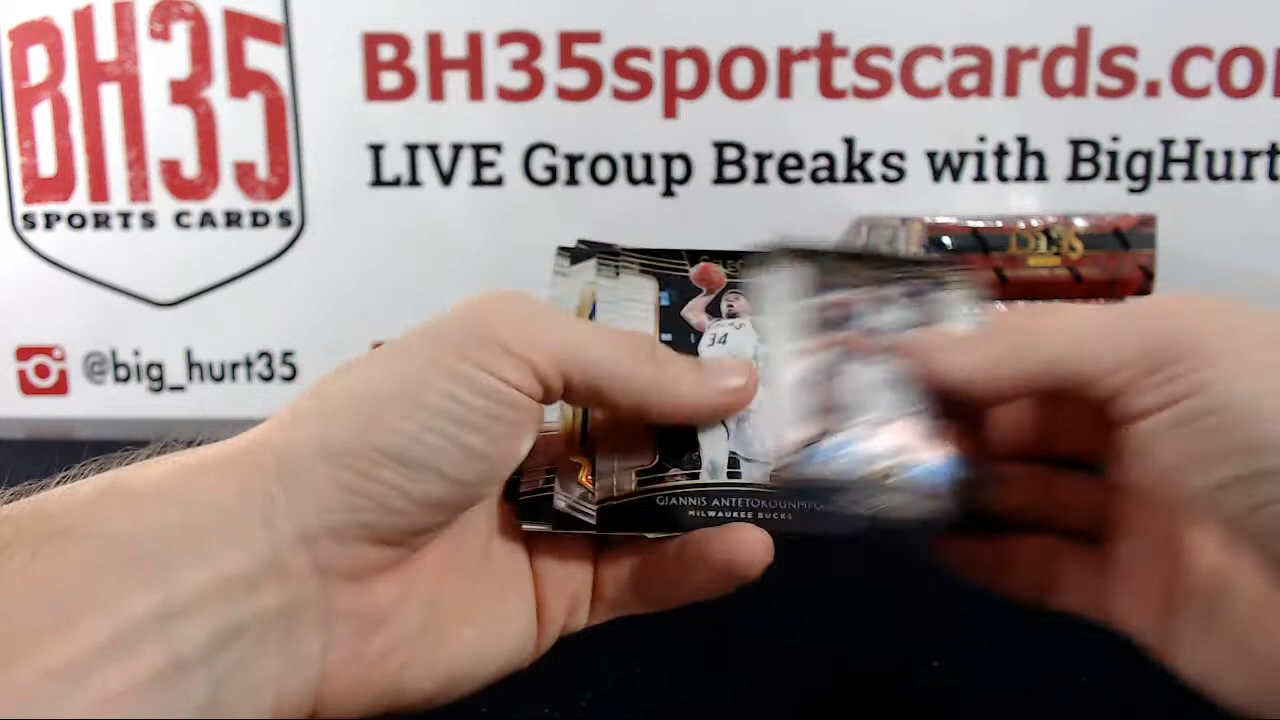 BH35
SPORTS CARDS
BH35sportscards.co
LIVE Group Breaks with BigHurt
@big_hurt35
34
GIANNIS ANTETOKOUNMPO
MILWAUKEE BUCKS